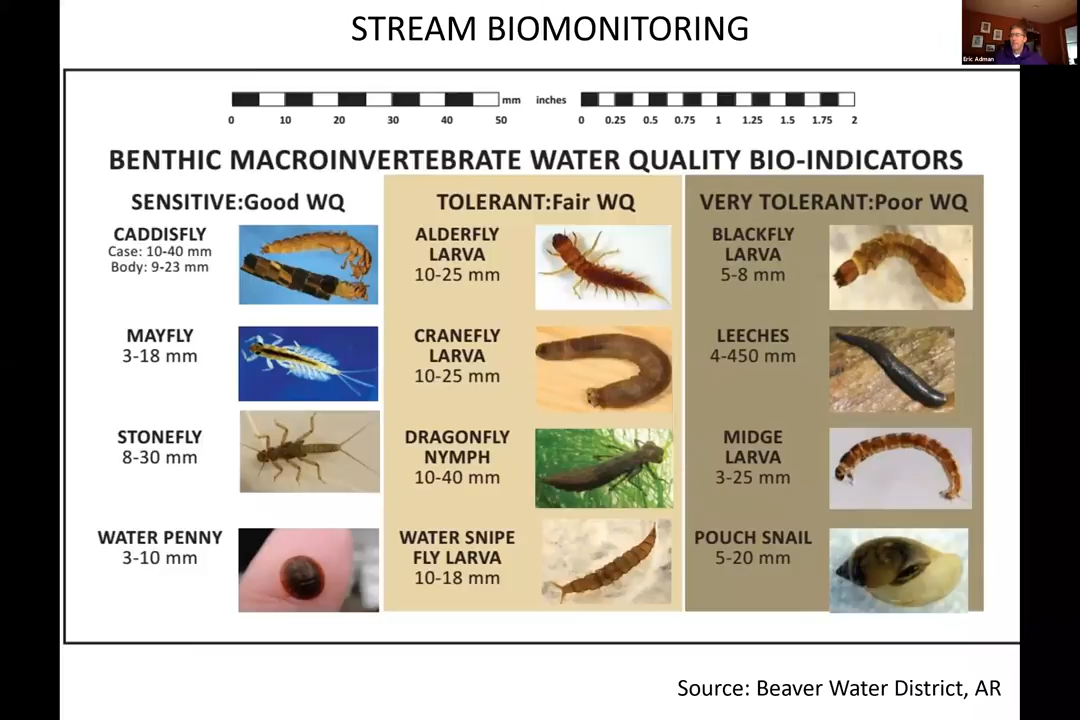 STREAM BIOMONITORING
Eric Adman
mm inches
0 10 20 30 40 50 0 0.25 0.5 0.75 1 1.25 1.5 1.75 2
BENTHIC MACROINVERTEBRATE WATER QUALITY BIO-INDICATORS
SENSITIVE:Good WQ
CADDISFLY
Case: 10-40 mm
Body: 9-23 mm
MAYFLY
3-18 mm
STONEFLY
8-30 mm
WATER PENNY
3-10 mm
TOLERANT:Fair WQ
ALDERFLY
LARVA
10-25 mm
CRANEFLY
LARVA
10-25 mm
DRAGONFLY
NYMPH
10-40 mm
WATER SNIPE
FLY LARVA
10-18 mm
VERY TOLERANT:Poor WQ
BLACKFLY
LARVA
5-8 mm
LEECHES
4-450 mm
MIDGE
LARVA
3-25 mm
POUCH SNAIL
5-20 mm
Source: Beaver Water District, AR